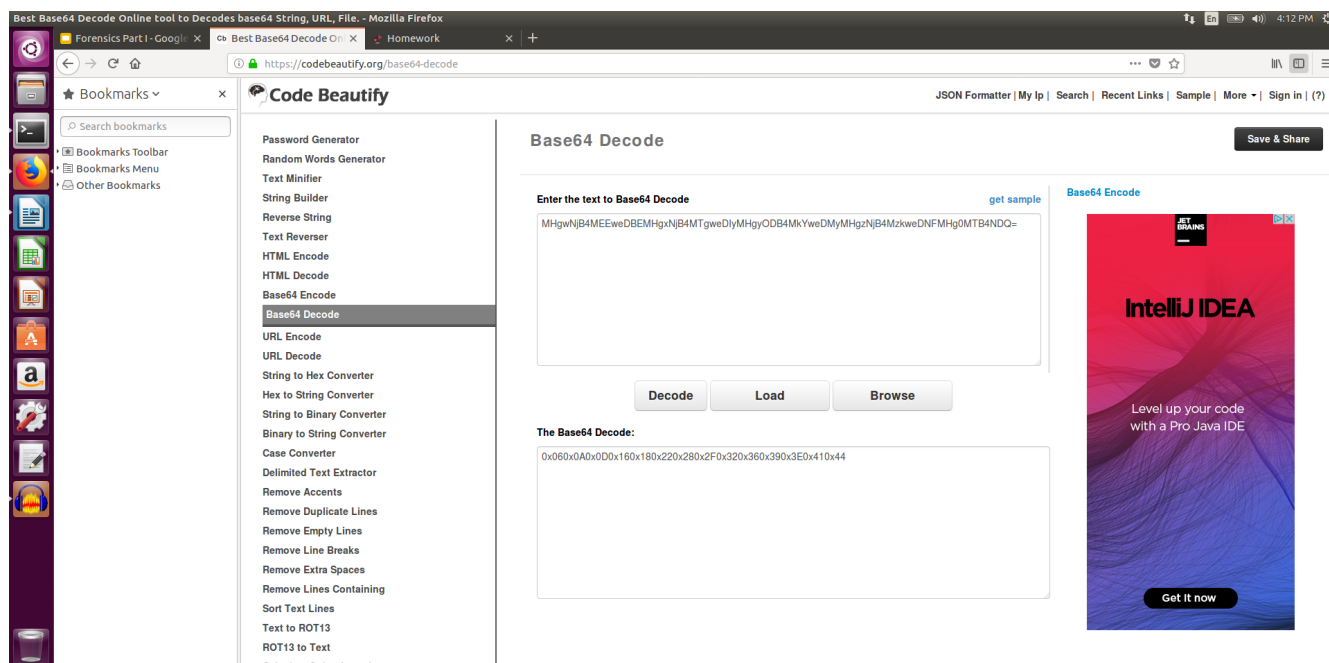 Best Base64 Decode Online tool to Decodes base64 String, URL, File. - Mozilla Firefox
En
4:12 PM
Forensics Part I - Google
Cb Best Base64 Decode On
Homework
https://codebeautify.org/base64-decode
Bookmarks
Search bookmarks
Bookmarks Toolbar
Bookmarks Menu
Other Bookmarks
Code Beautify
JSON Formatter | My Ip | Search | Recent Links | Sample | More | Sign in | (?)
Password Generator
Random Words Generator
Text Minifier
String Builder
Reverse String
Text Reverser
HTML Encode
HTML Decode
Base64 Encode
Base64 Decode
URL Encode
URL Decode
String to Hex Converter
Hex to String Converter
String to Binary Converter
Binary to String Converter
Case Converter
Delimited Text Extractor
Remove Accents
Remove Duplicate Lines
Remove Empty Lines
Remove Line Breaks
Remove Extra Spaces
Remove Lines Containing
Sort Text Lines
Text to ROT13
ROT13 to Text
Base64 Decode
Save & Share
Enter the text to Base64 Decode
get sample
MHgwNjB4MEEweDBEMHgxNjB4MTgweDIyMHgyODB4MkYweDMyMHgzNjB4MzkweDNFMHg0MTB4NDQ=
Decode
Load
Browse
The Base64 Decode:
0x060x0A0x0D0x160x180x220x280x2F0x320x360x390x3E0x410x44
Base64 Encode
JET
BRAINS
IntelliJ IDEA
Level up your code
with a Pro Java IDE
Get it now